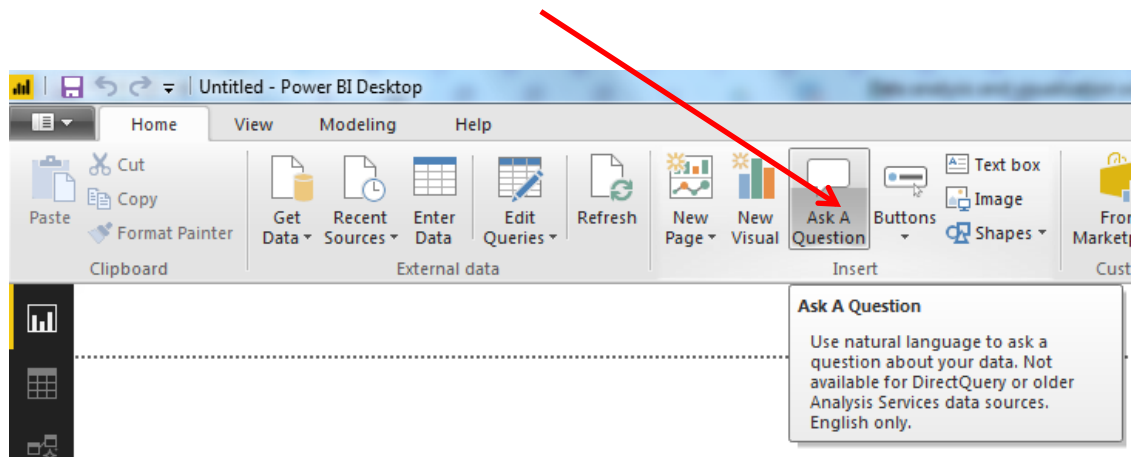 Untitled - Power BI Desktop
Home View Modeling Help
Paste
Cut
Copy
Format Painter
Clipboard
Get
Data
Recent
Sources
Enter
Data
Edit
Queries
Refresh
External data
New
Page
New
Visual
Ask A
Question
Buttons
Text box
Image
Shapes
Insert
Ask A Question
Use natural language to ask a
question about your data. Not
available for DirectQuery or older
Analysis Services data sources.
English only.